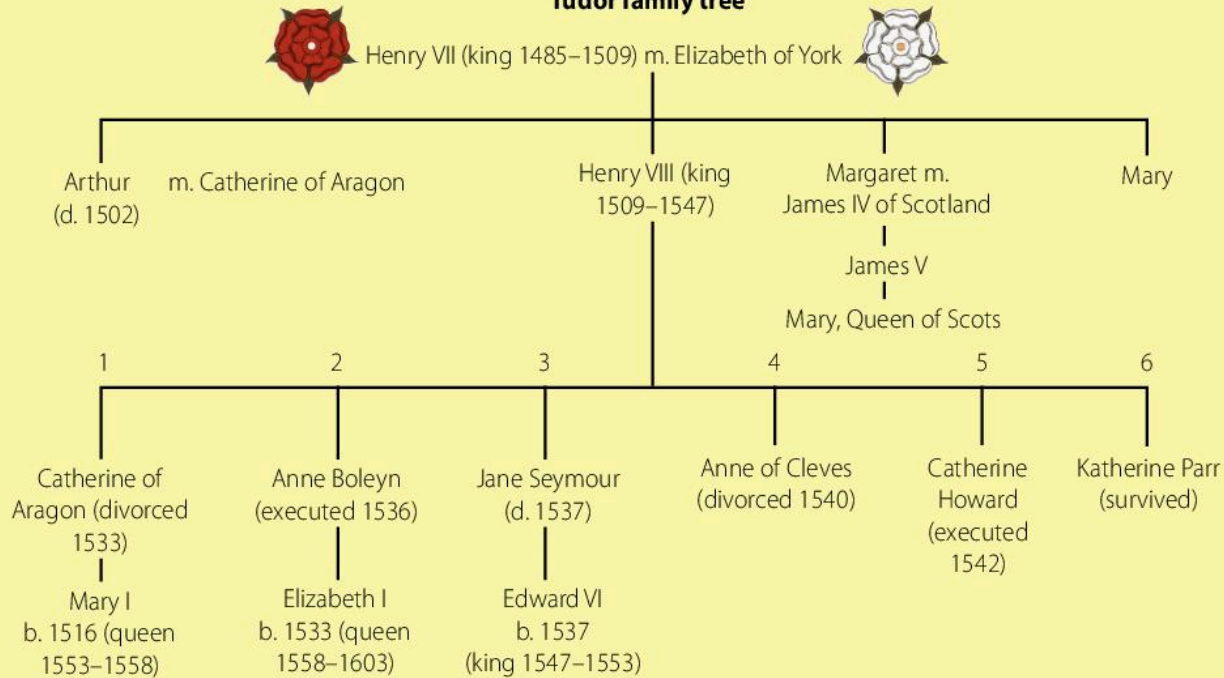 Tudor family tree
Henry VII (king 1485–1509) m. Elizabeth of York
Arthur
(d. 1502)
m. Catherine of Aragon
Henry VIII (king
1509–1547)
Margaret m.
James IV of Scotland
James V
Mary, Queen of Scots
Mary
1
2
3
4
5
6
Catherine of
Aragon (divorced
1533)
Mary I
b. 1516 (queen
1553–1558)
Anne Boleyn
(executed 1536)
Elizabeth I
b. 1533 (queen
1558–1603)
Jane Seymour
(d. 1537)
Edward VI
b. 1537
(king 1547–1553)
Anne of Cleves
(divorced 1540)
Catherine
Howard
(executed
1542)
Katherine Parr
(survived)